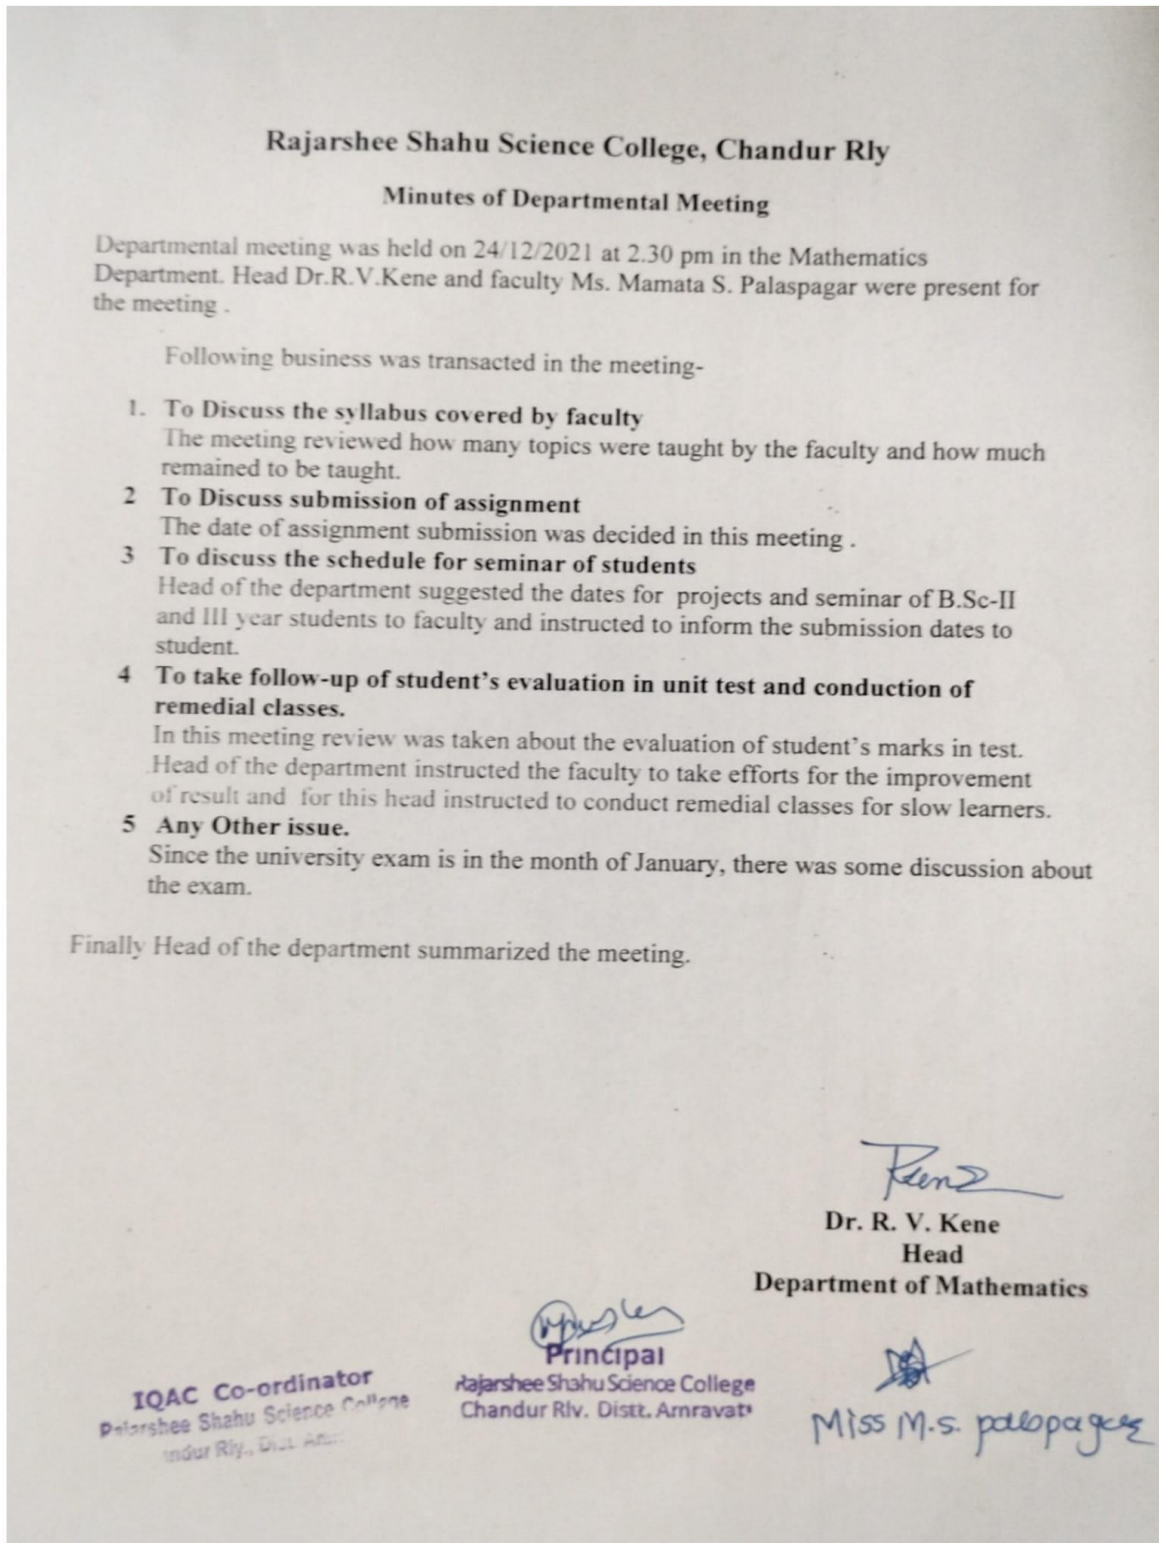 Rajarshee Shahu Science College, Chandur Rly
Minutes of Departmental Meeting
Departmental meeting was held on 24/12/2021 at 2.30 pm in the Mathematics
Department. Head Dr.R.V.Kene and faculty Ms. Mamata S. Palaspagar were present for
the meeting .
Following business was transacted in the meeting-
1. To Discuss the syllabus covered by faculty
The meeting reviewed how many topics were taught by the faculty and how much
remained to be taught.
2 To Discuss submission of assignment
The date of assignment submission was decided in this meeting .
3 To discuss the schedule for seminar of students
Head of the department suggested the dates for projects and seminar of B.Sc-II
and III year students to faculty and instructed to inform the submission dates to
student.
4 To take follow-up of student's evaluation in unit test and conduction of
remedial classes.
In this meeting review was taken about the evaluation of student's marks in test.
Head of the department instructed the faculty to take efforts for the improvement
of result and for this head instructed to conduct remedial classes for slow learners.
5 Any Other issue.
Since the university exam is in the month of January, there was some discussion about
the exam.
Finally Head of the department summarized the meeting.
Dr. R. V. Kene
Head
Department of Mathematics
Principal
Rajarshee Shahu Science College
Chandur Rly. Distt. Amravati
IQAC Co-ordinator
Rajarshee Shahu Science College
Rly., Dist.
Miss M.S.